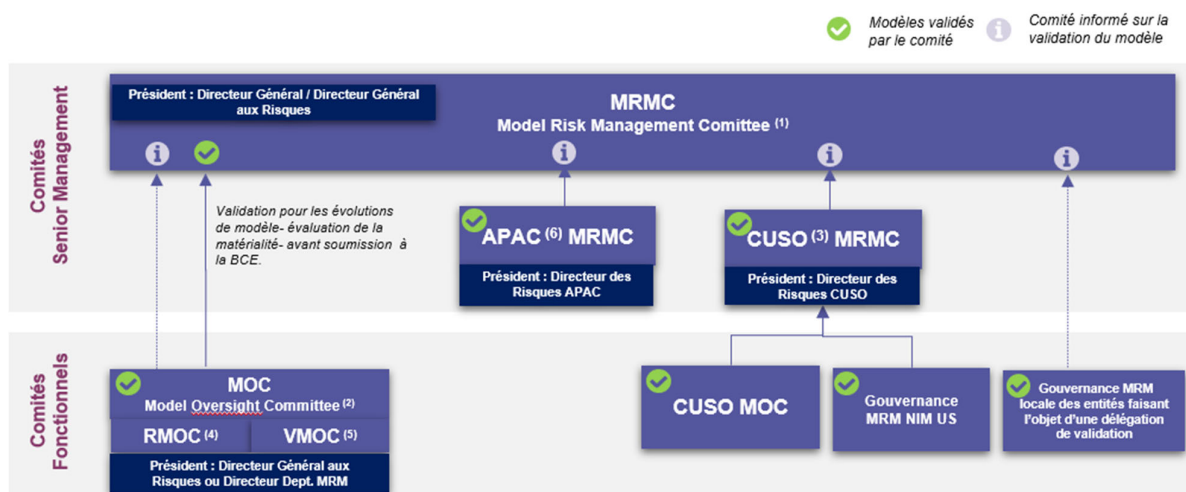 Modèles validés
par le comité
Comité informé sur la
validation du modèle
Comités
Senior Management
Président : Directeur Général / Directeur Général
aux Risques
MRMC
Model Risk Management Comittee (1)
Validation pour les évolutions
de modèle- évaluation de la
matérialité- avant soumission à
la BCE.
APAC (6) MRMC
Président : Directeur des
Risques APAC
CUSO (3) MRMC
Président : Directeur des
Risques CUSO
Comités
Fonctionnels
MOC
Model Oversight Committee (2)
RMOC (4)
VMOC (5)
Président : Directeur Général aux
Risques ou Directeur Dept. MRM
CUSO MOC
Gouvernance
MRM NIM US
Gouvernance MRM
locale des entités faisant
l'objet d'une délégation
de validation